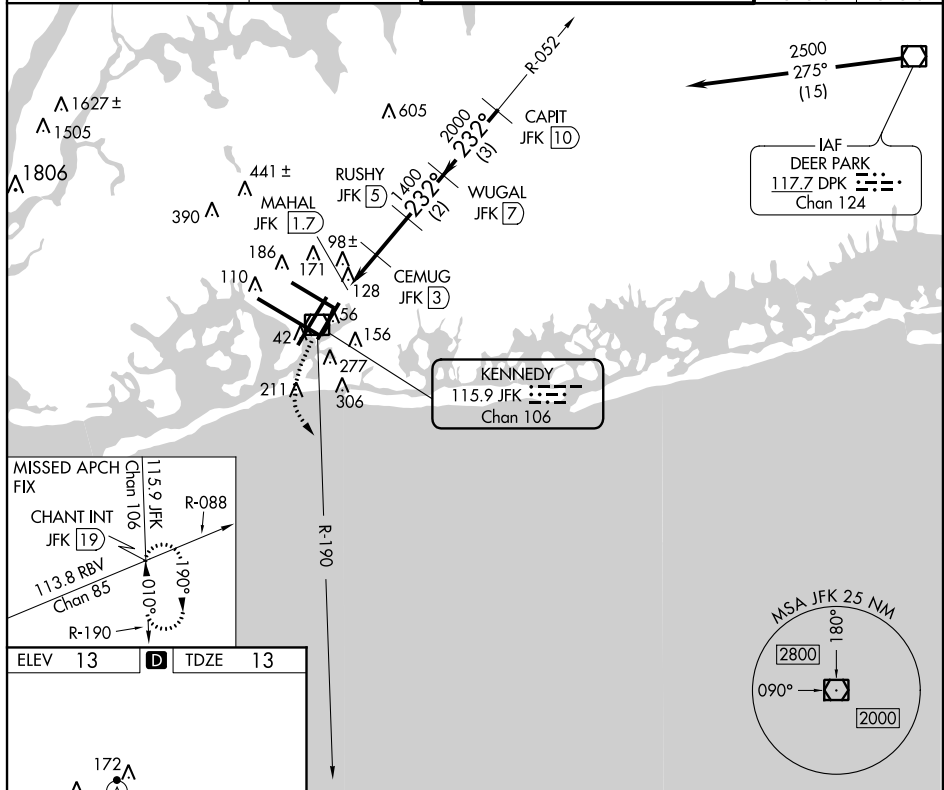 R-052
2500
275°
(15)
IAF
DEER PARK
117.7 DPK
Chan 124
1627 ±
1505
1806
605
CAPIT
JFK 10
2000
232°
(3)
WUGAL
JFK 7
RUSHY
JFK 5
1400
232°
(2)
441 ±
390
MAHAL
JFK 1.7
98 ±
186
171
110
128
CEMUG
JFK 3
56
42
156
277
211
306
KENNEDY
115.9 JFK
Chan 106
R-190
MISSED APCH
FIX
115.9 JFK
Chan 106
CHANT INT
JFK 19
R-088
113.8 RBV
Chan 85
010°
190°
R-190
MSA JFK 25 NM
180°
2800
090°
2000
ELEV 13 D TDZE 13
172